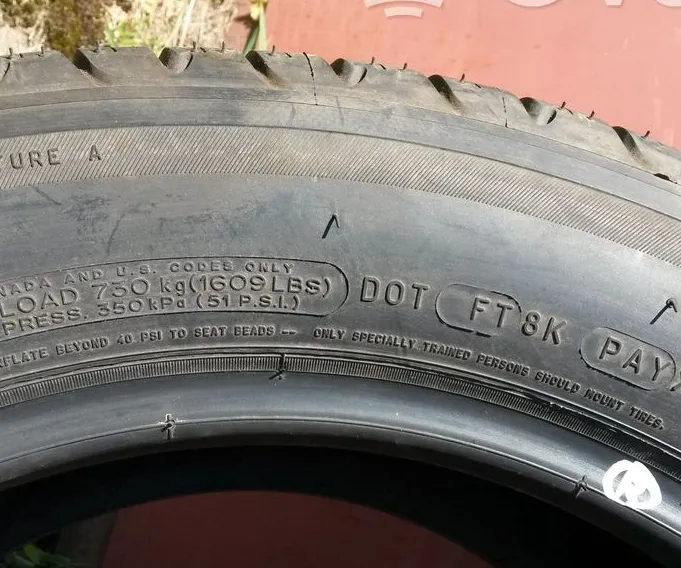 TURE A
NADA AND U.S. CODES ONLY
LOAD 730 kg (1609 LBS)
PRESS. 350 kPa (51 P.S.I.)
DOT FT 8K PAY
FLATE BEYOND 40 PSI TO SEAT BEADS -- ONLY SPECIALLY TRAINED PERSONS SHOULD MOUNT TIRES.
R